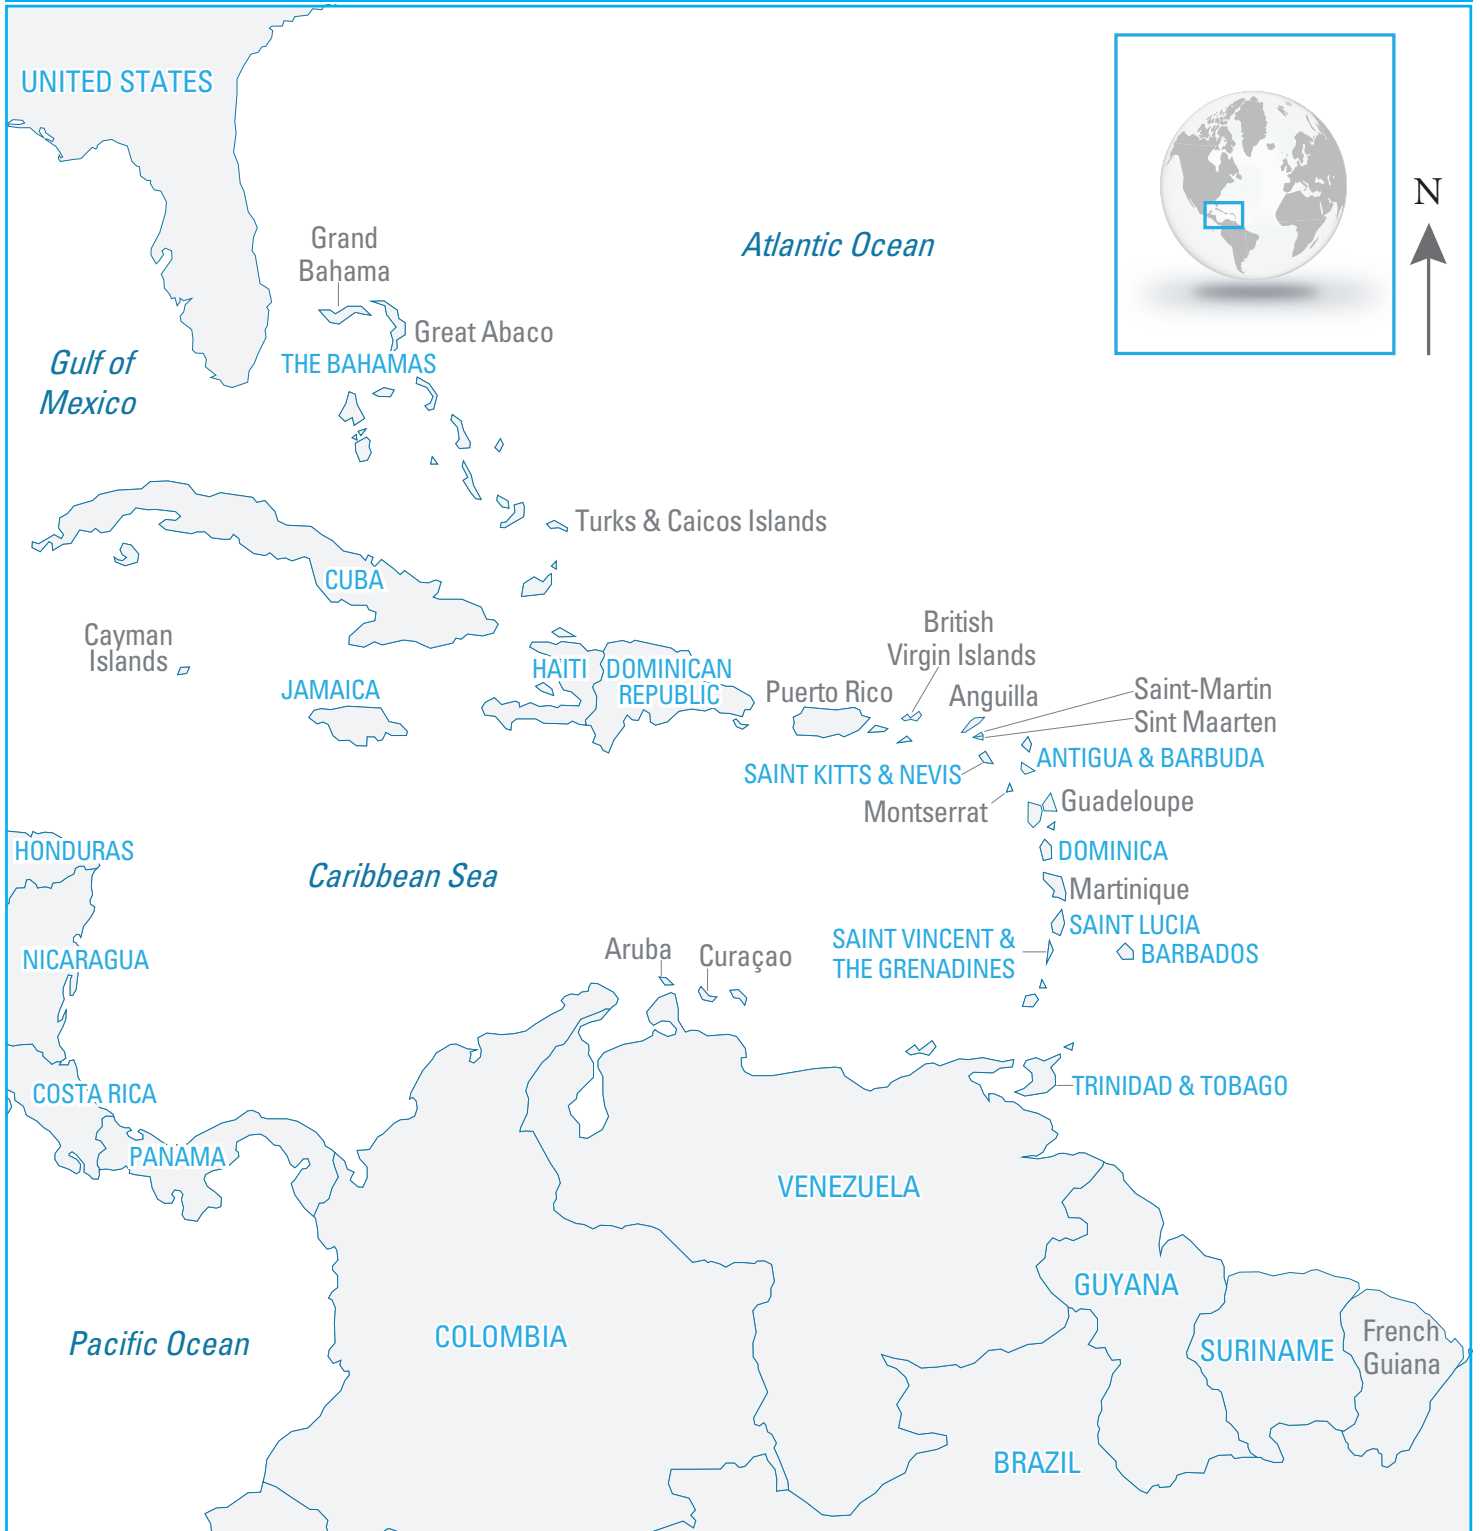 UNITED STATES
N
Grand
Bahama
Atlantic Ocean
Great Abaco
Gulf of
Mexico
THE BAHAMAS
Turks & Caicos Islands
CUBA
Cayman
Islands
British
Virgin Islands
HAITI
DOMINICAN
REPUBLIC
JAMAICA
Puerto Rico
Anguilla
Saint-Martin
Sint Maarten
SAINT KITTS & NEVIS
ANTIGUA & BARBUDA
Montserrat
Guadeloupe
HONDURAS
DOMINICA
Caribbean Sea
Martinique
SAINT LUCIA
SAINT VINCENT &
THE GRENADINES
BARBADOS
NICARAGUA
Aruba
Curaçao
COSTA RICA
TRINIDAD & TOBAGO
PANAMA
VENEZUELA
GUYANA
Pacific Ocean
COLOMBIA
SURINAME
French
Guiana
BRAZIL